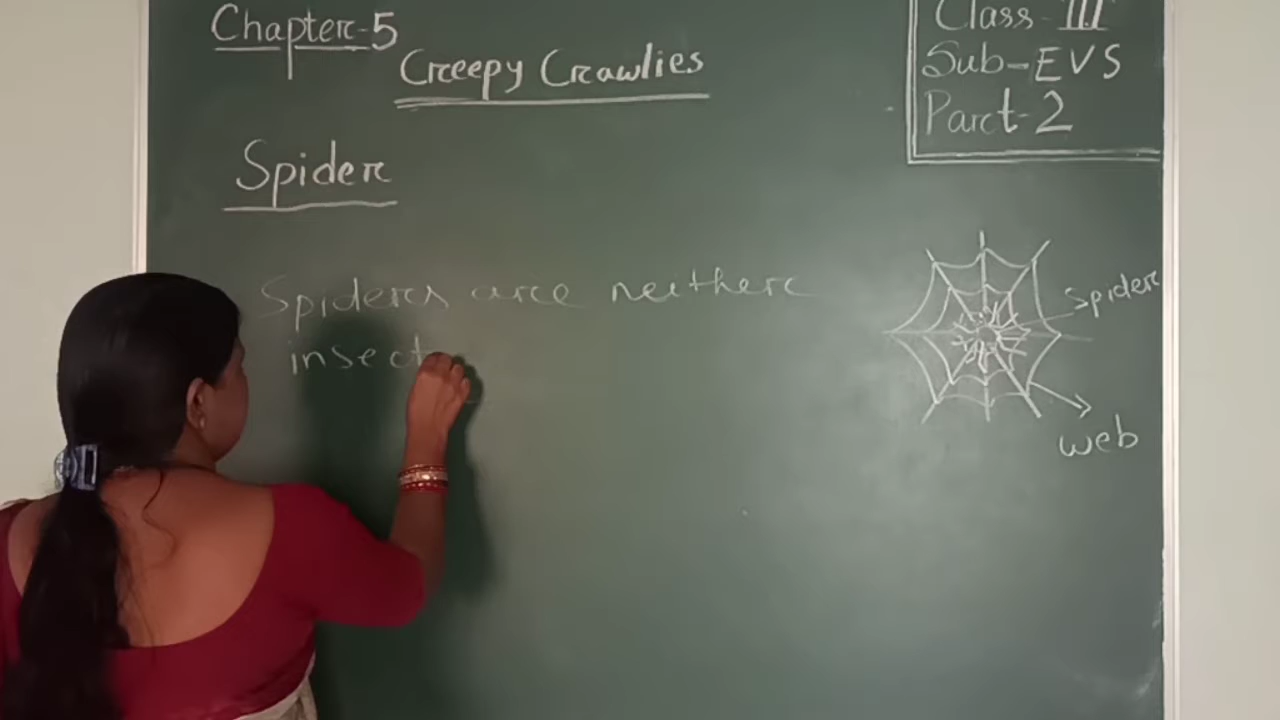 Chapter-5
Creepy Crawlies
Class-III
Sub-EVS
Part-2
Spider
Spiders are neither
insect
Spider
web